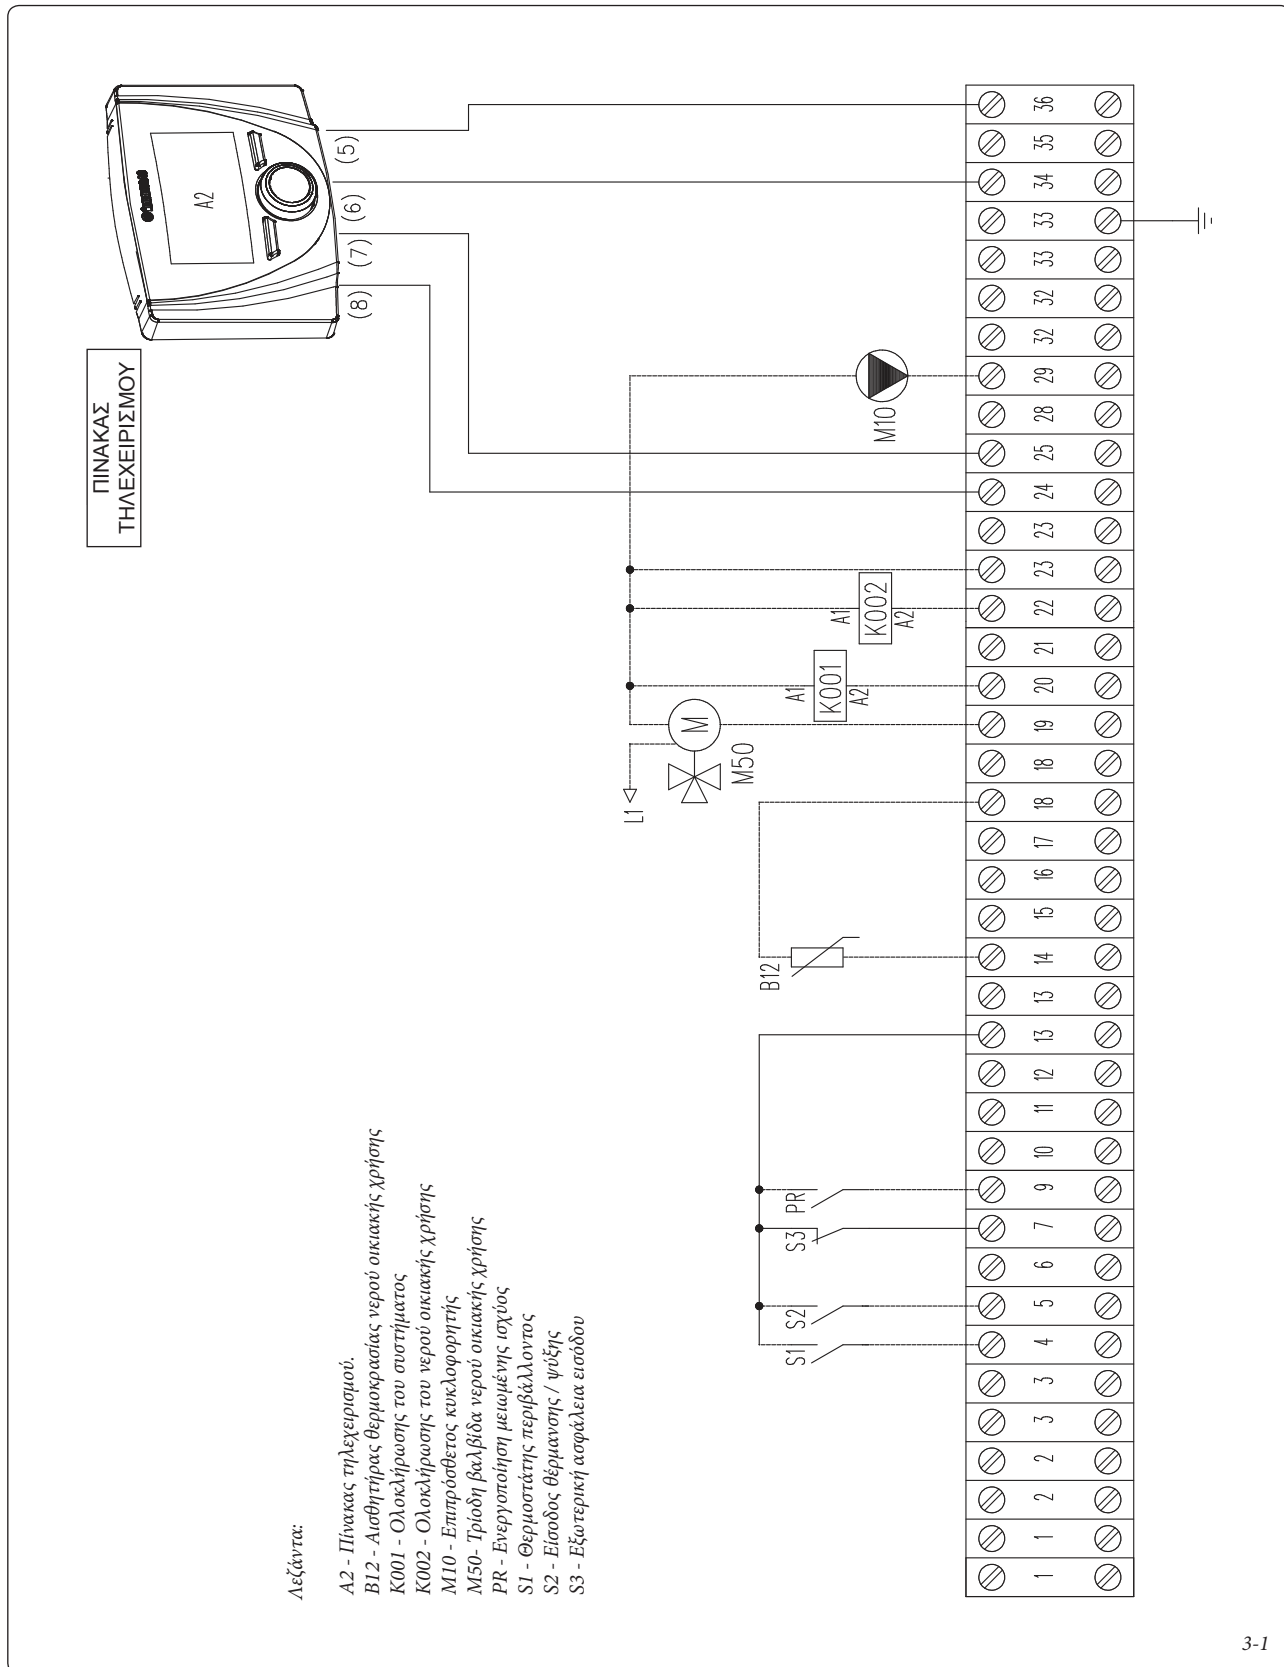 ΠΙΝΑΚΑΣ
ΤΗΛΕΧΕΙΡΙΣΜΟΥ
A2
(8)
(7)
(6)
(5)
Λεζάντα:
A2 - Πίνακας τηλεχειρισμού.
B12 - Αισθητήρας θερμοκρασίας νερού οικιακής χρήσης
K001 - Ολοκλήρωσης του συστήματος
K002 - Ολοκλήρωσης του νερού οικιακής χρήσης
M10 - Επιπρόσθετος κυκλοφορητής
M50- Τρίοδη βαλβίδα νερού οικιακής χρήσης
PR - Ενεργοποίηση μειωμένης ισχύος
S1 - Θερμοστάτης περιβάλλοντος
S2 - Είσοδος θέρμανσης / ψύξης
S3 - Εξωτερική ασφάλεια εισόδου
L1
M
M50
A1
K001
A2
A1
K002
A2
M10
B12
S1
S2
S3
PR
1
1
2
2
3
3
4
5
6
7
9
10
11
12
13
13
14
15
16
17
18
18
19
20
21
22
23
23
24
25
28
29
32
32
33
33
34
35
36
3-1